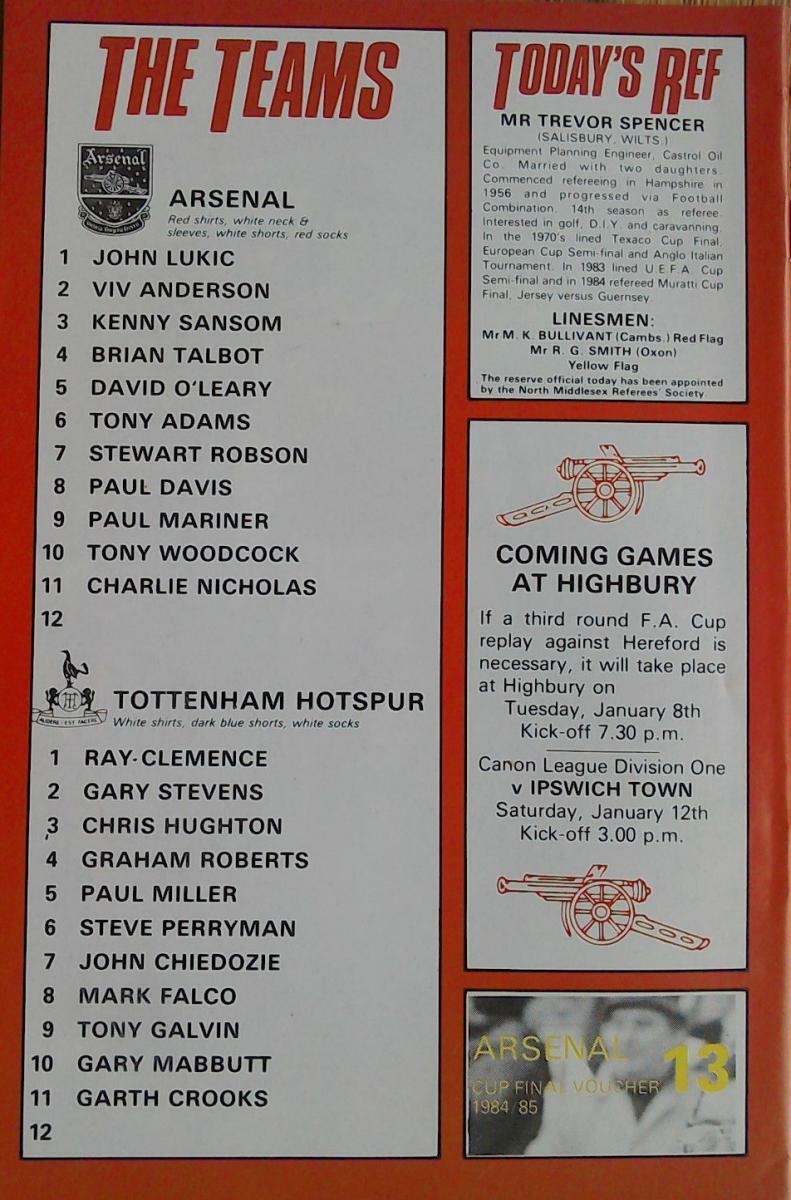 THE TEAMS
Arsenal
ARSENAL
Red shirts, white neck &
sleeves, white shorts, red socks
1 JOHN LUKIC
2 VIV ANDERSON
3 KENNY SANSOM
4 BRIAN TALBOT
5 DAVID O'LEARY
6 TONY ADAMS
7 STEWART ROBSON
8 PAUL DAVIS
9 PAUL MARINER
10 TONY WOODCOCK
11 CHARLIE NICHOLAS
12
TOTTENHAM HOTSPUR
AUDERE EST FACERE
White shirts, dark blue shorts, white socks
1 RAY CLEMENCE
2 GARY STEVENS
3 CHRIS HUGHTON
4 GRAHAM ROBERTS
5 PAUL MILLER
6 STEVE PERRYMAN
7 JOHN CHIEDOZIE
8 MARK FALCO
9 TONY GALVIN
10 GARY MABBUTT
11 GARTH CROOKS
12
TODAY'S REF
MR TREVOR SPENCER
(SALISBURY, WILTS.)
Equipment Planning Engineer, Castrol Oil
Co. Married with two daughters.
Commenced refereeing in Hampshire in
1956 and progressed via Football
Combination. 14th season as referee.
Interested in golf, D.I.Y. and caravanning.
In the 1970's lined Texaco Cup Final,
European Cup Semi-final and Anglo Italian
Tournament. In 1983 lined U.E.F.A. Cup
Semi-final and in 1984 refereed Muratti Cup
Final, Jersey versus Guernsey.
LINESMEN:
Mr M. K. BULLIVANT (Cambs.) Red Flag
Mr R. G. SMITH (Oxon)
Yellow Flag
The reserve official today has been appointed
by the North Middlesex Referees' Society
COMING GAMES
AT HIGHBURY
If a third round F.A. Cup
replay against Hereford is
necessary, it will take place
at Highbury on
Tuesday, January 8th
Kick-off 7.30 p.m.
Canon League Division One
v IPSWICH TOWN
Saturday, January 12th
Kick-off 3.00 p.m.
ARSENAL
CUP FINAL VOUCHER 13
1984/85